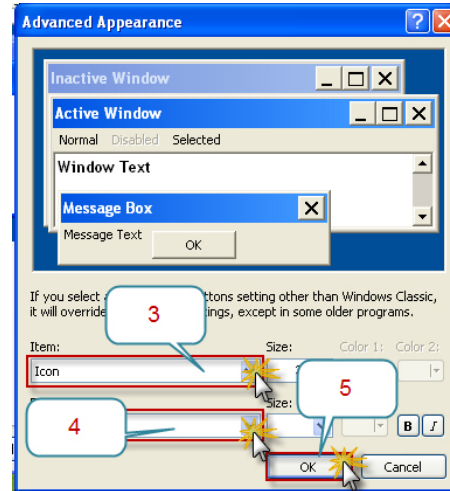 Advanced Appearance
Inactive Window
Active Window
Normal Disabled Selected
Window Text
Message Box
Message Text
OK
If you select a ttons setting other than Windows Classic,
it will override ings, except in some older programs.
3
Item: Size: Color 1: Color 2:
Icon
5
Size:
4
B I
OK Cancel